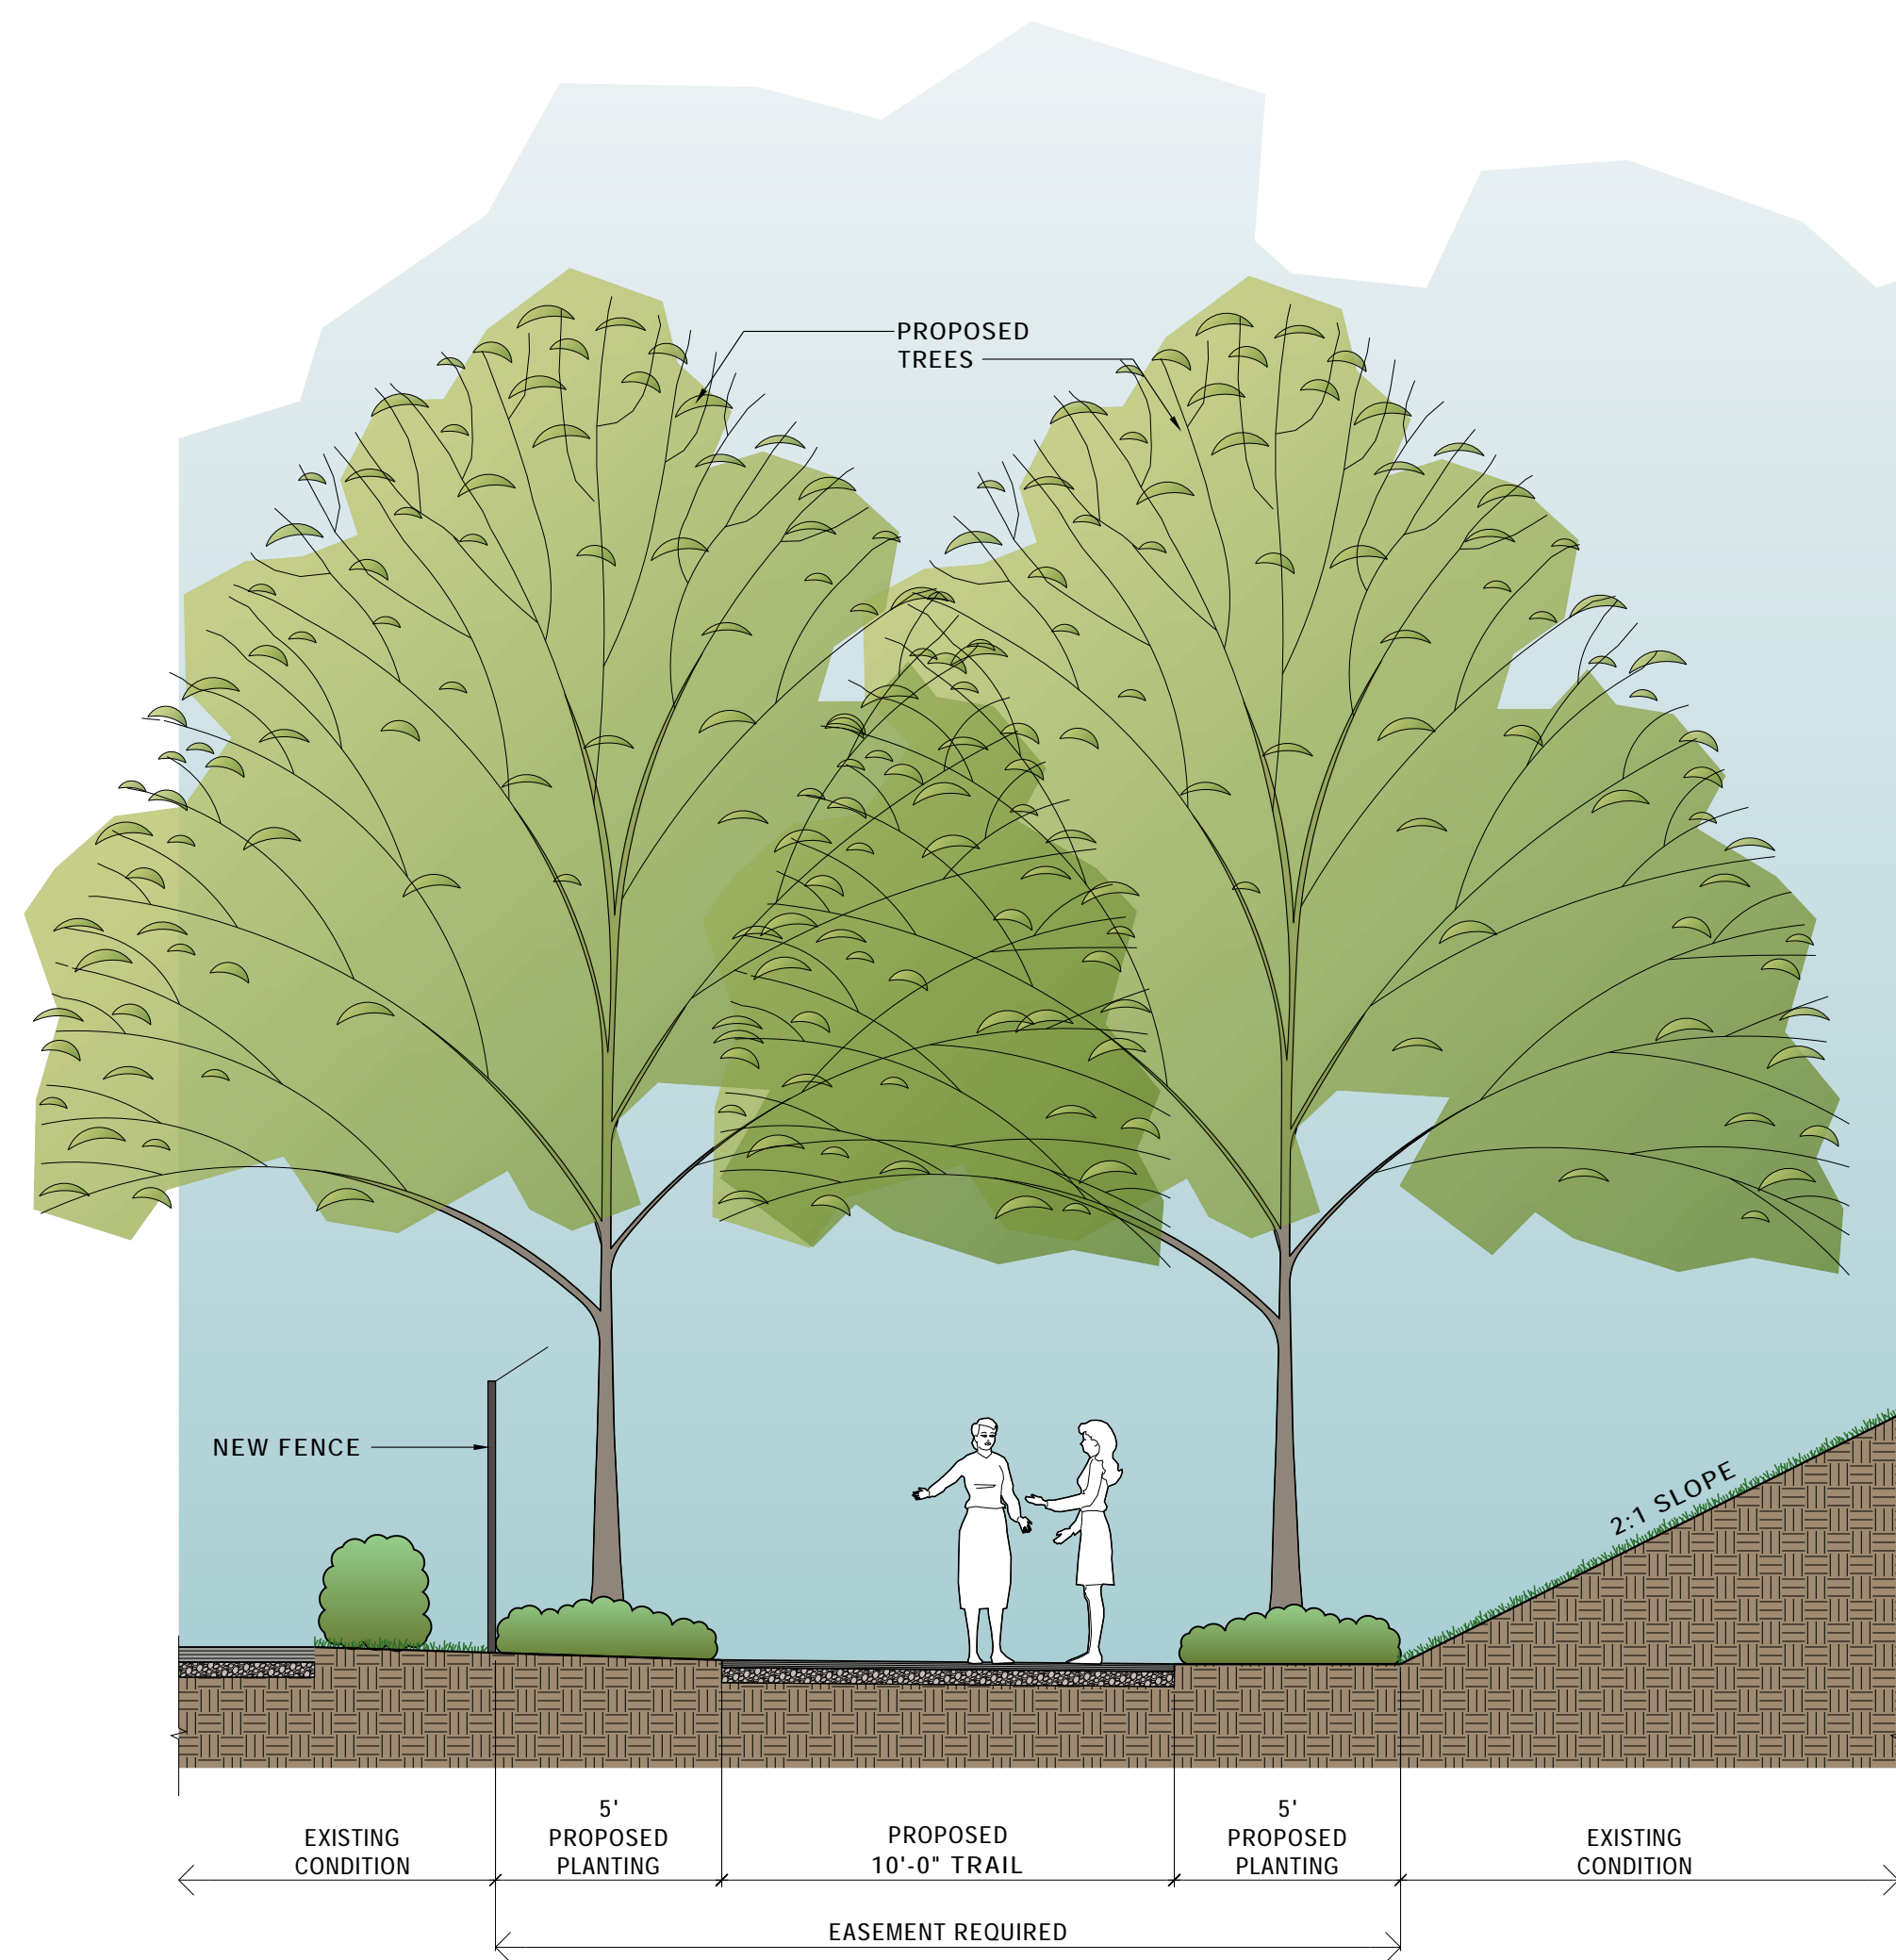 PROPOSED
TREES
NEW FENCE
2:1 SLOPE
EXISTING
CONDITION
5'
PROPOSED
PLANTING
PROPOSED
10'-0" TRAIL
5'
PROPOSED
PLANTING
EXISTING
CONDITION
EASEMENT REQUIRED